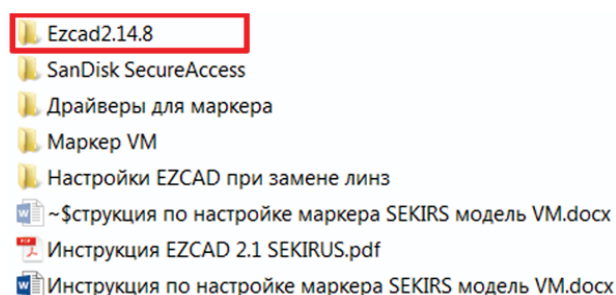 Ezcad2.14.8
SanDisk SecureAccess
Драйверы для маркера
Маркер VM
Настройки EZCAD при замене линз
~$струкция по настройке маркера SEKIRS модель VM.docx
Инструкция EZCAD 2.1 SEKIRUS.pdf
Инструкция по настройке маркера SEKIRS модель VM.docx